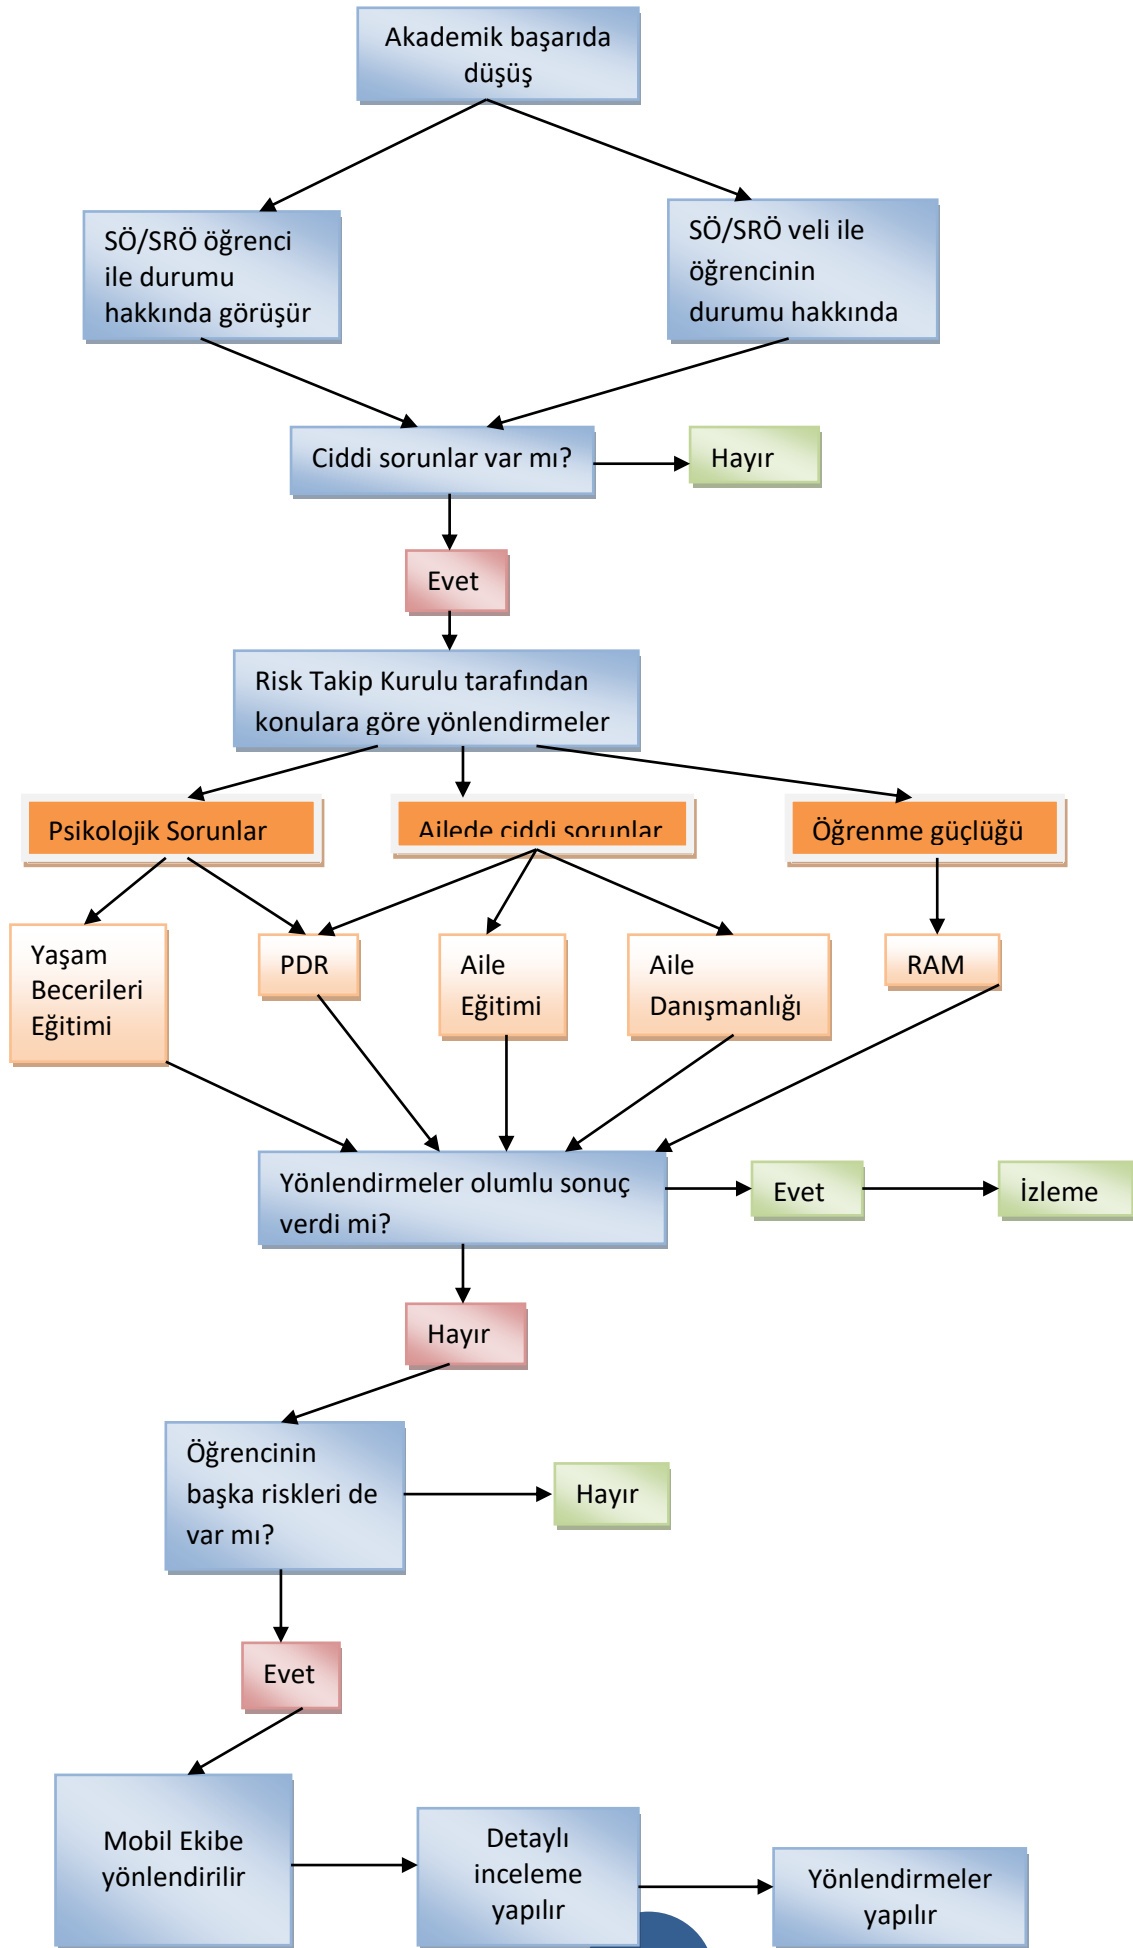 Akademik başarıda
düşüş
SÖ/SRÖ öğrenci
ile durumu
hakkında görüşür
SÖ/SRÖ veli ile
öğrencinin
durumu hakkında
Ciddi sorunlar var mı?
Hayır
Evet
Risk Takip Kurulu tarafından
konulara göre yönlendirmeler
Psikolojik Sorunlar
Ailede ciddi sorunlar
Öğrenme güçlüğü
Yaşam
Becerileri
Eğitimi
PDR
Aile
Eğitimi
Aile
Danışmanlığı
RAM
Yönlendirmeler olumlu sonuç
verdi mi?
Evet
İzleme
Hayır
Öğrencinin
başka riskleri de
var mı?
Hayır
Evet
Mobil Ekibe
yönlendirilir
Detaylı
inceleme
yapılır
Yönlendirmeler
yapılır